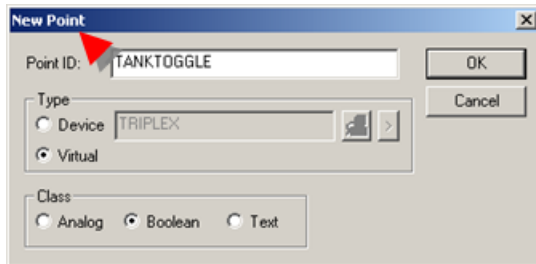 New Point
Point ID: TANKTOGGLE OK
Type Cancel
Device TRIPLEX
Virtual
Class
Analog Boolean Text